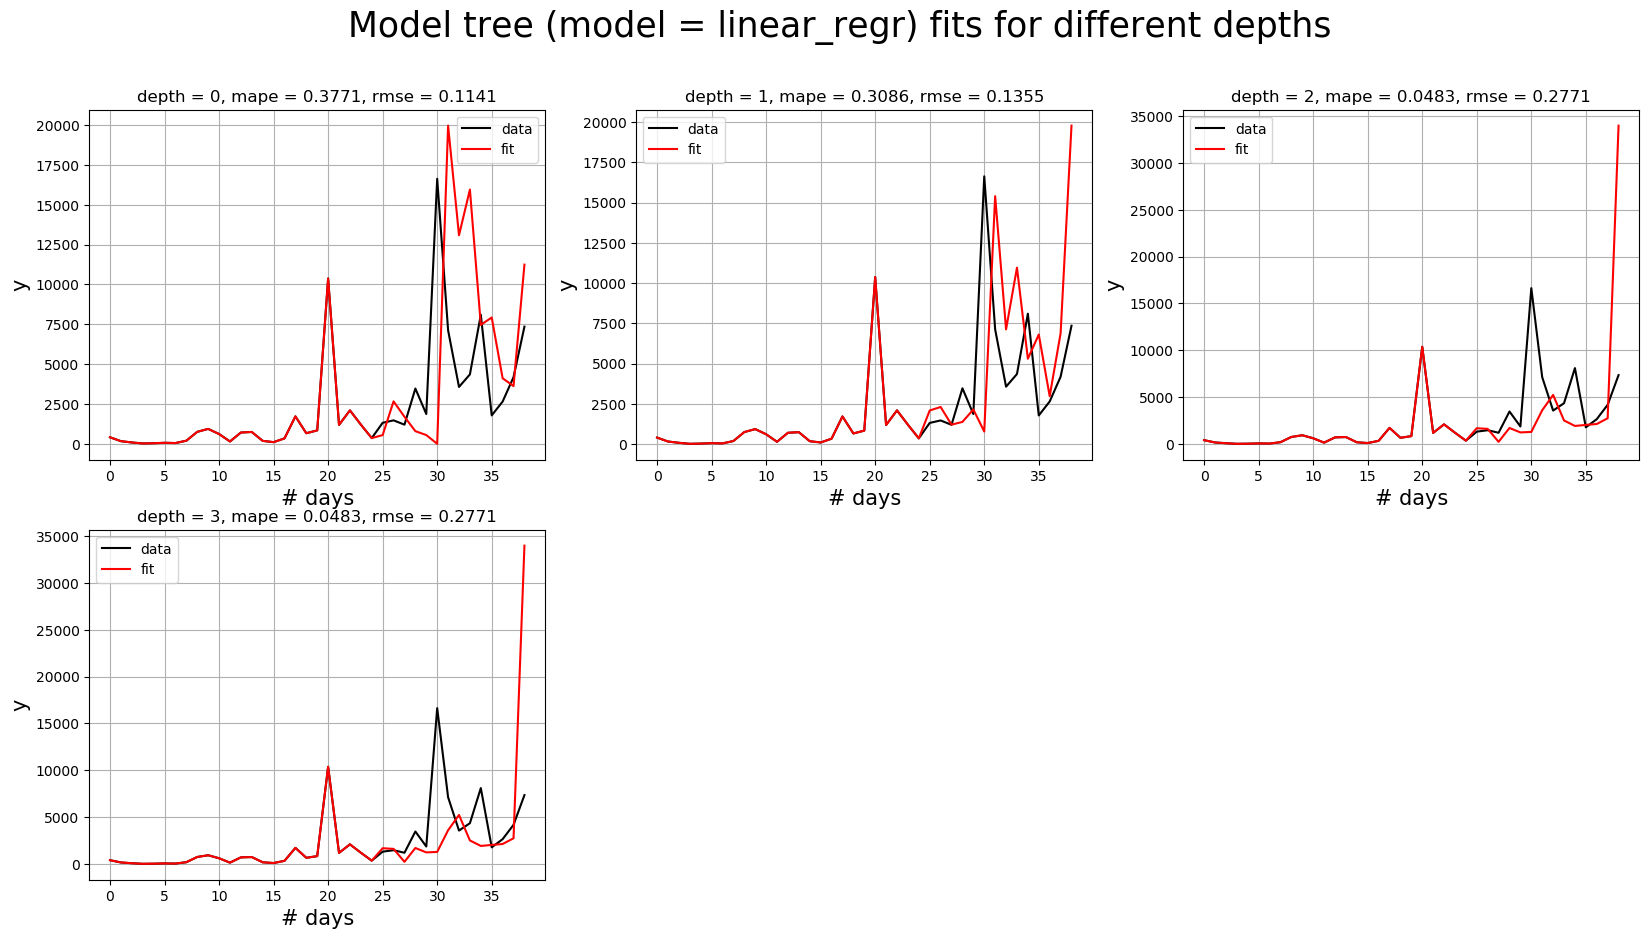 Model tree (model = linear_regr) fits for different depths
depth = 0, mape = 0.3771, rmse = 0.1141
20000
17500
15000
12500
10000
7500
5000
2500
0
y
data
fit
0 5 10 15 20 25 30 35
# days
depth = 1, mape = 0.3086, rmse = 0.1355
20000
17500
15000
12500
10000
7500
5000
2500
0
y
data
fit
0 5 10 15 20 25 30 35
# days
depth = 2, mape = 0.0483, rmse = 0.2771
35000
30000
25000
20000
15000
10000
5000
0
y
data
fit
0 5 10 15 20 25 30 35
# days
depth = 3, mape = 0.0483, rmse = 0.2771
35000
30000
25000
20000
15000
10000
5000
0
y
data
fit
0 5 10 15 20 25 30 35
# days